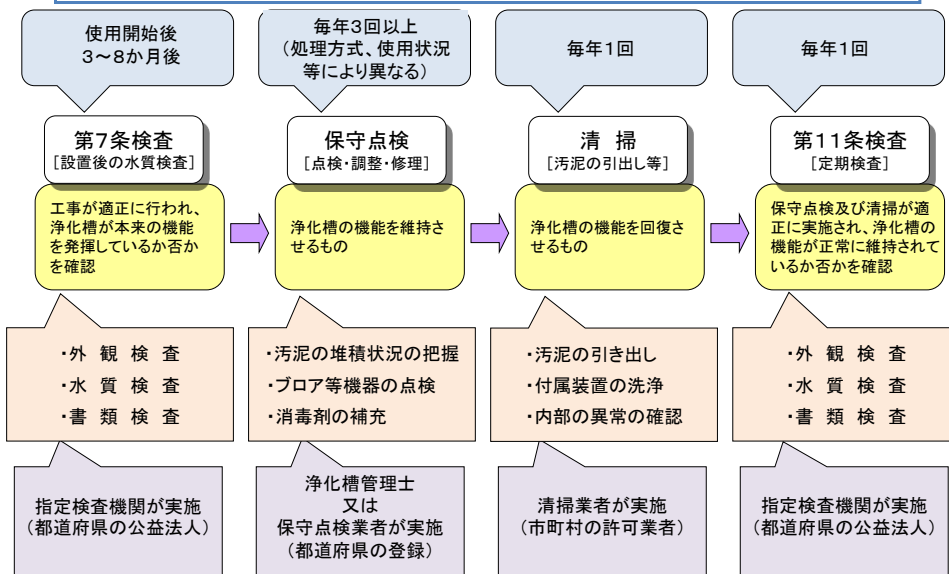 使用開始後
3～8か月後
毎年3回以上
（処理方式、使用状況
等により異なる）
毎年1回
毎年1回
第7条検査
［設置後の水質検査］
保守点検
［点検・調整・修理］
清 掃
［汚泥の引出し等］
第11条検査
［定期検査］
工事が適正に行われ、
浄化槽が本来の機能
を発揮しているか否か
を確認
浄化槽の機能を維持さ
せるもの
浄化槽の機能を回復さ
せるもの
保守点検及び清掃が適
正に実施され、浄化槽の
機能が正常に維持されて
いるか否かを確認
・外 観 検 査
・水 質 検 査
・書 類 検 査
・汚泥の堆積状況の把握
・ブロア等機器の点検
・消毒剤の補充
・汚泥の引き出し
・付属装置の洗浄
・内部の異常の確認
・外 観 検 査
・水 質 検 査
・書 類 検 査
指定検査機関が実施
（都道府県の公益法人）
浄化槽管理士
又は
保守点検業者が実施
（都道府県の登録）
清掃業者が実施
（市町村の許可業者）
指定検査機関が実施
（都道府県の公益法人）